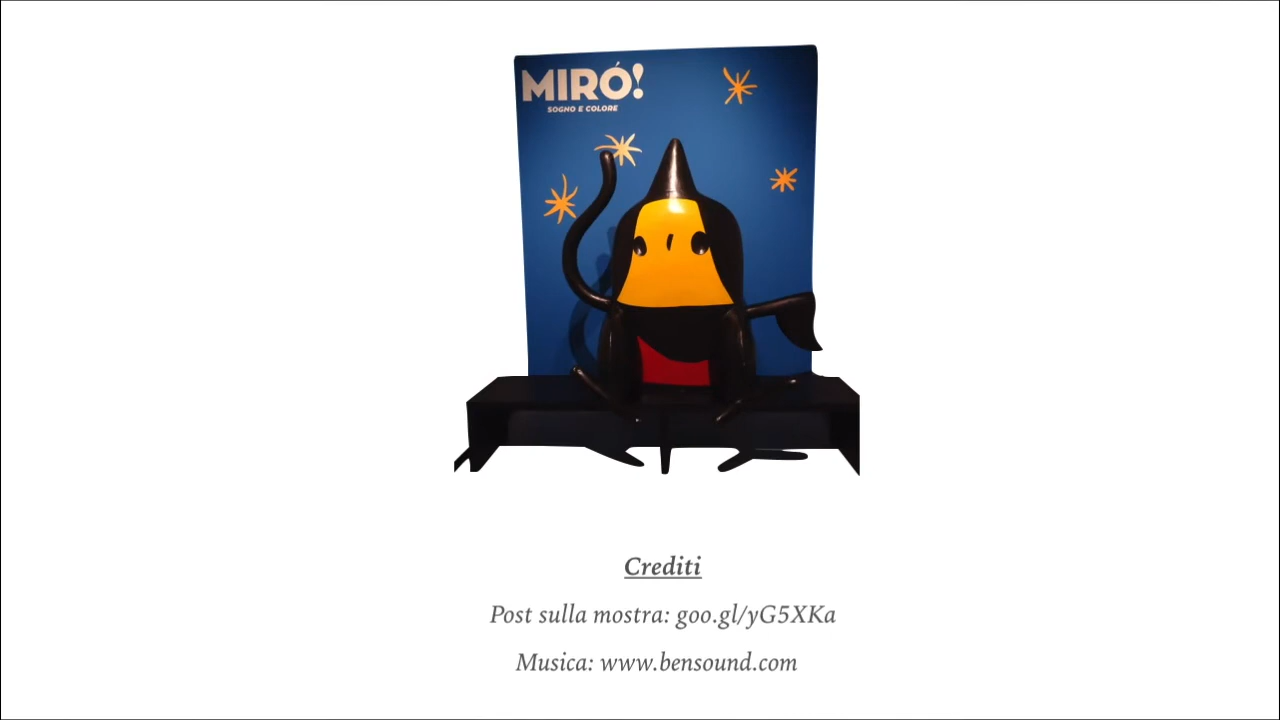 MIRÓ!
SOGNO E COLORE
Crediti
Post sulla mostra: goo.gl/yG5XKa
Musica: www.bensound.com